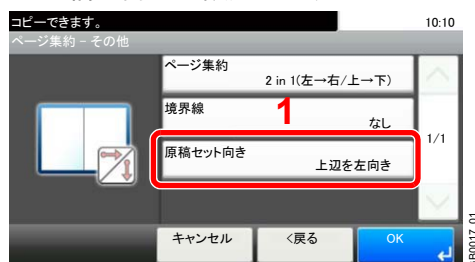 コピーできます。
10:10
ページ集約 - その他
ページ集約
2 in 1(左→右/上→下)
境界線
1
なし
1/1
原稿セット向き
上辺を左向き
キャンセル
<戻る
OK